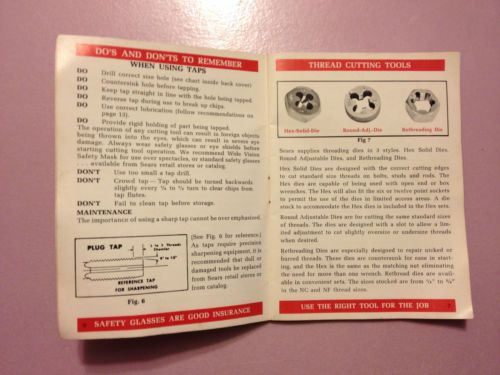 DO'S AND DON'TS TO REMEMBER
WHEN USING TAPS
DO Drill correct size hole (see chart inside back cover)
DO Countersink hole before tapping.
DO Keep tap straight in line with the hole being tapped.
DO Reverse tap during use to break up chips.
DO Use correct lubrication (follow recommendations on
page 13).
DO Provide rigid holding of part being tapped.
The operation of any cutting tool can result in foreign objects
being thrown into the eyes, which can result in severe eye
damage. Always wear safety glasses or eye shields before
starting cutting tool operation. We recommend Wide Vision
Safety Mask for use over spectacles, or standard safety glasses
. . . available from Sears retail stores or catalog.
DON'T Use too small a tap drill.
DON'T Crowd tap — Tap should be turned backwards
slightly every ¼ to ½ turn to clear chips from
tap flutes.
DON'T Fail to clean tap before storage.
MAINTENANCE
The importance of using a sharp tap cannot be over emphasized.
PLUG TAP
3 to 5 Threads
Chamfer
REFERENCE TAP
FOR SHARPENING
Fig. 6
(See Fig. 6 for reference.)
As taps require precision
sharpening equipment, it is
recommended that dull or
damaged tools be replaced
from Sears retail stores or
from catalog.
SAFETY GLASSES ARE GOOD INSURANCE
THREAD CUTTING TOOLS
Hex-Solid-Die Round-Adj.-Die Rethreading Die
Fig 7
Sears supplies threading dies in 3 styles. Hex Solid Dies,
Round Adjustable Dies, and Rethreading Dies.
Hex Solid Dies are designed with the correct cutting edges
to cut standard size threads on bolts, studs and rods. The
Hex dies are capable of being used with open end or box
wrenches. The Hex will also fit the six or twelve point sockets
to permit the use of the dies in limited access areas. A die
stock to accommodate the Hex dies is included in the Hex sets.
Round Adjustable Dies are for cutting the same standard sizes
of threads. The dies are designed with a slot to allow a lim-
ited adjustment to cut slightly oversize or undersize threads
when desired.
Rethreading Dies are especially designed to repair nicked or
burred threads. These dies are countersunk for ease in start-
ing, and the Hex is the same as the matching nut eliminating
the need for more than one wrench. Rethread dies are avail-
able in convenient sets. The sizes stocked are from to
in the NC and NF thread sizes.
USE THE RIGHT TOOL FOR THE JOB 7